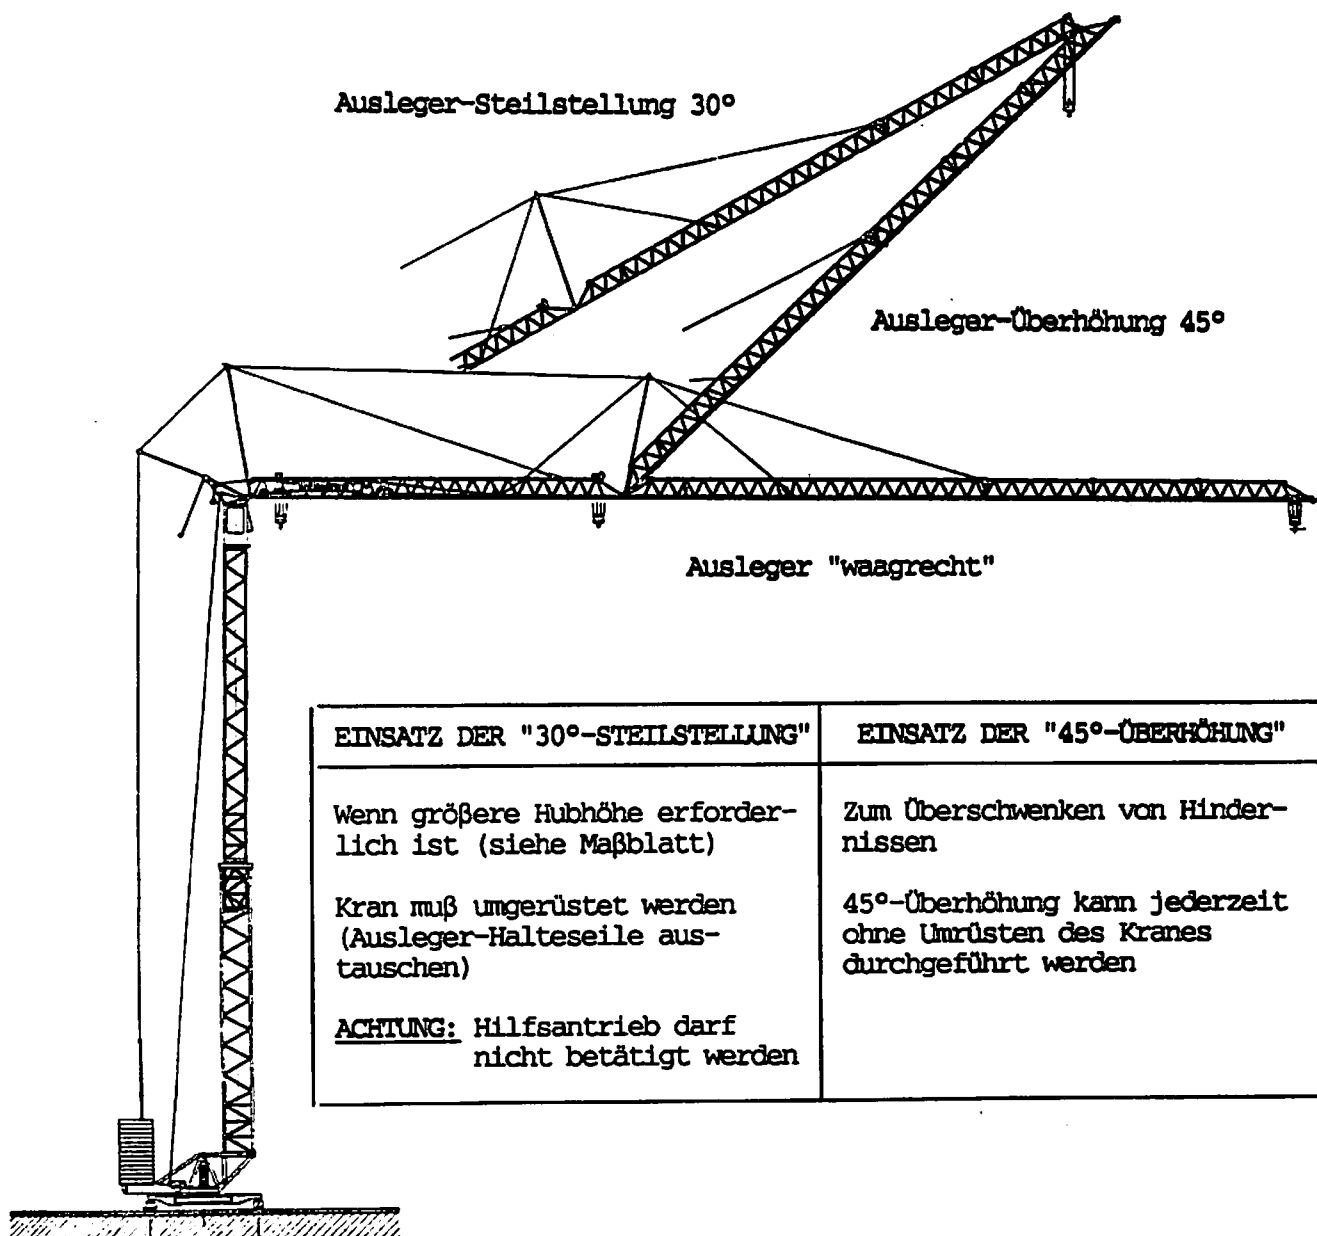 Ausleger-Steilstellung 30°
Ausleger-Überhöhung 45°
Ausleger "waagrecht"
EINSATZ DER "30°-STEILSTELLUNG"
Wenn größere Hubhöhe erforder-
lich ist (siehe Maßblatt)
Kran muß umgerüstet werden
(Ausleger-Halteseile aus-
tauschen)
ACHTUNG: Hilfsantrieb darf
nicht betätigt werden
EINSATZ DER "45°-ÜBERHÖHUNG"
Zum Überschwenken von Hinder-
nissen
45°-Überhöhung kann jederzeit
ohne Umrüsten des Kranes
durchgeführt werden